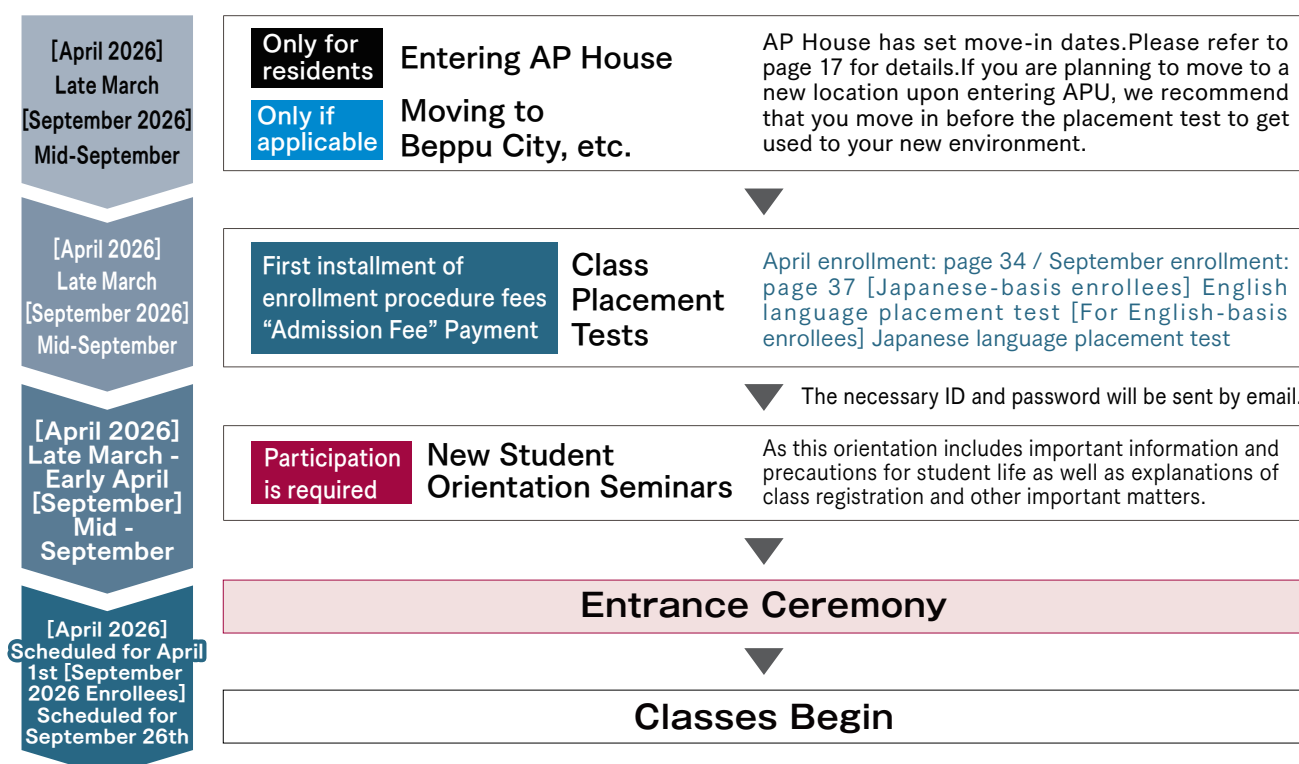 [April 2026]
Late March
[September 2026]
Mid-September
Only for
residents
Entering AP House
Only if
applicable
Moving to
Beppu City, etc.
AP House has set move-in dates.Please refer to
page 17 for details.If you are planning to move to a
new location upon entering APU, we recommend
that you move in before the placement test to get
used to your new environment.
[April 2026]
Late March
[September 2026]
Mid-September
First installment of
enrollment procedure fees
“Admission Fee” Payment
Class
Placement
Tests
April enrollment: page 34 / September enrollment:
page 37 [Japanese-basis enrollees] English
language placement test [For English-basis
enrollees] Japanese language placement test
The necessary ID and password will be sent by email.
[April 2026]
Late March -
Early April
[September]
Mid -
September
Participation
is required
New Student
Orientation Seminars
As this orientation includes important information and
precautions for student life as well as explanations of
class registration and other important matters.
[April 2026]
Scheduled for April
1st [September
2026 Enrollees]
Scheduled for
September 26th
Entrance Ceremony
Classes Begin